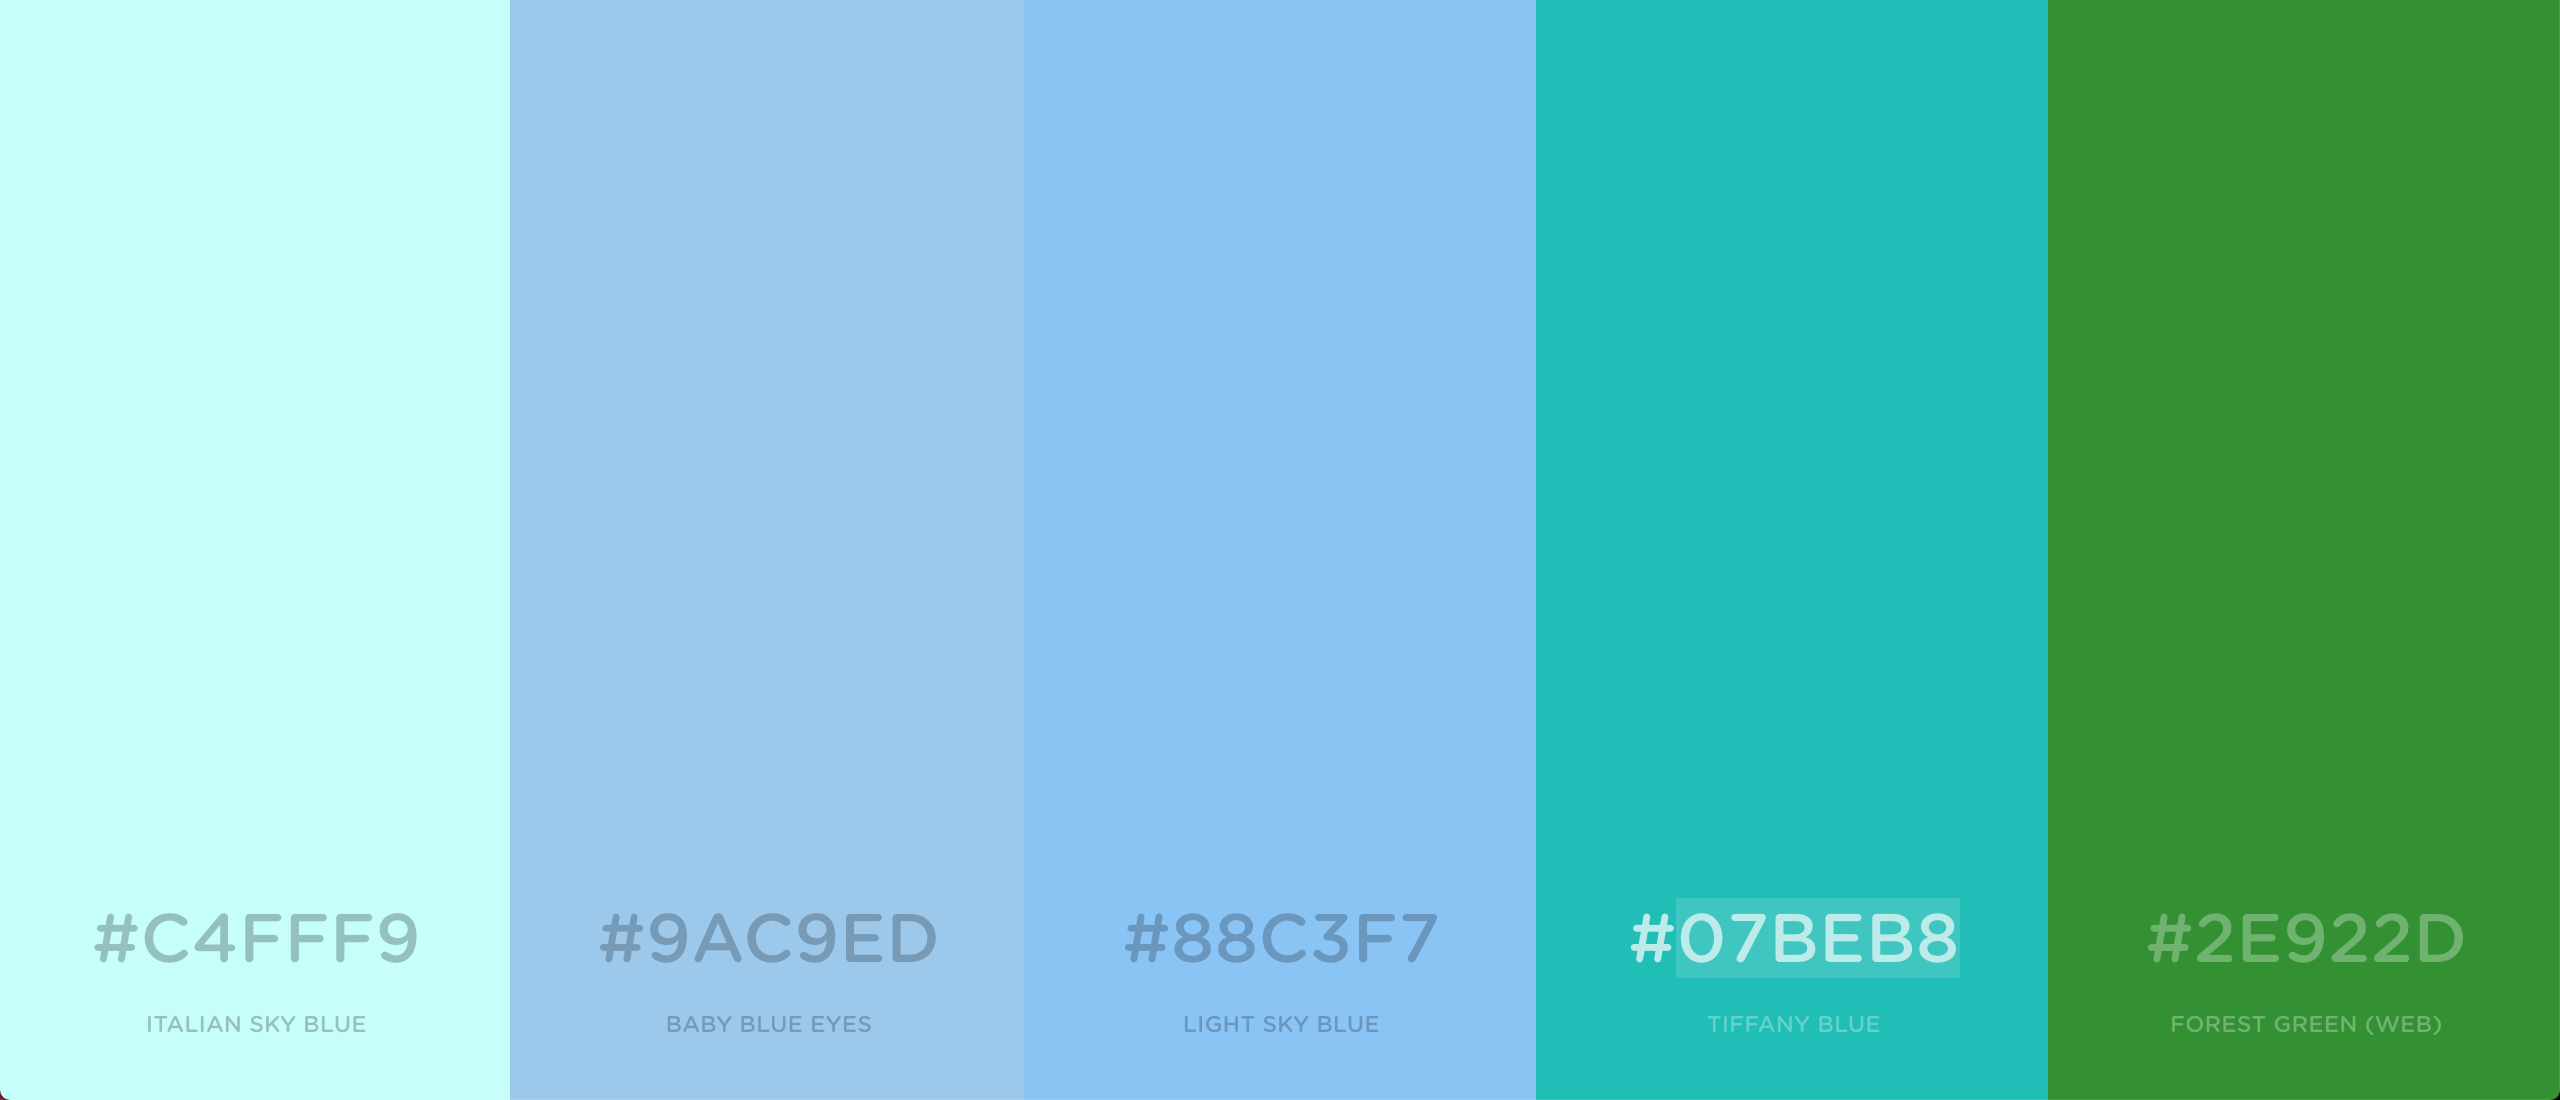 #C4FFF9
ITALIAN SKY BLUE
#9AC9ED
BABY BLUE EYES
#88C3F7
LIGHT SKY BLUE
#07BEB8
TIFFANY BLUE
#2E922D
FOREST GREEN (WEB)